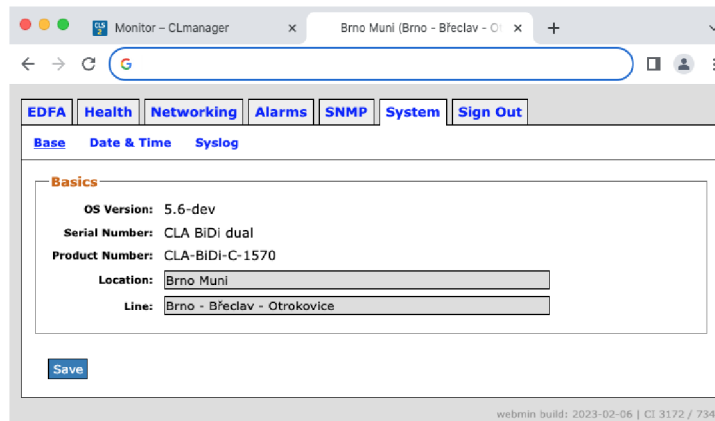 CLS 2 Monitor – CLmanager × Brno Muni (Brno - Břeclav - O × +
G
EDFA Health Networking Alarms SNMP System Sign Out
Base Date & Time Syslog
Basics
OS Version: 5.6-dev
Serial Number: CLA BiDi dual
Product Number: CLA-BiDi-C-1570
Location: Brno Muni
Line: Brno - Břeclav - Otrokovice
Save
webmin build: 2023-02-06 | CI 3172 / 734